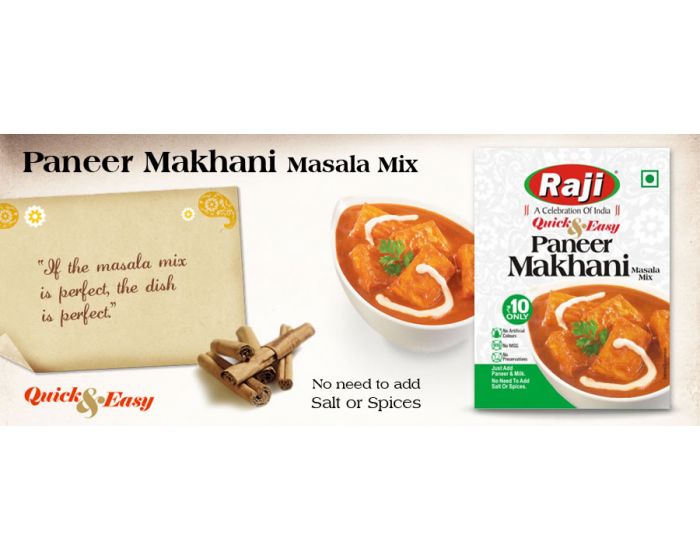 Paneer Makhani Masala Mix
"If the masala mix
is perfect, the dish
is perfect."
Quick & Easy
No need to add
Salt or Spices
Raji
A Celebration Of India
Quick & Easy
Paneer
Makhani Masala
Mix
₹10
ONLY
No Artificial
Colours
No MSG
No
Preservatives
Just Add
Paneer & Milk.
No Need To Add
Salt Or Spices.